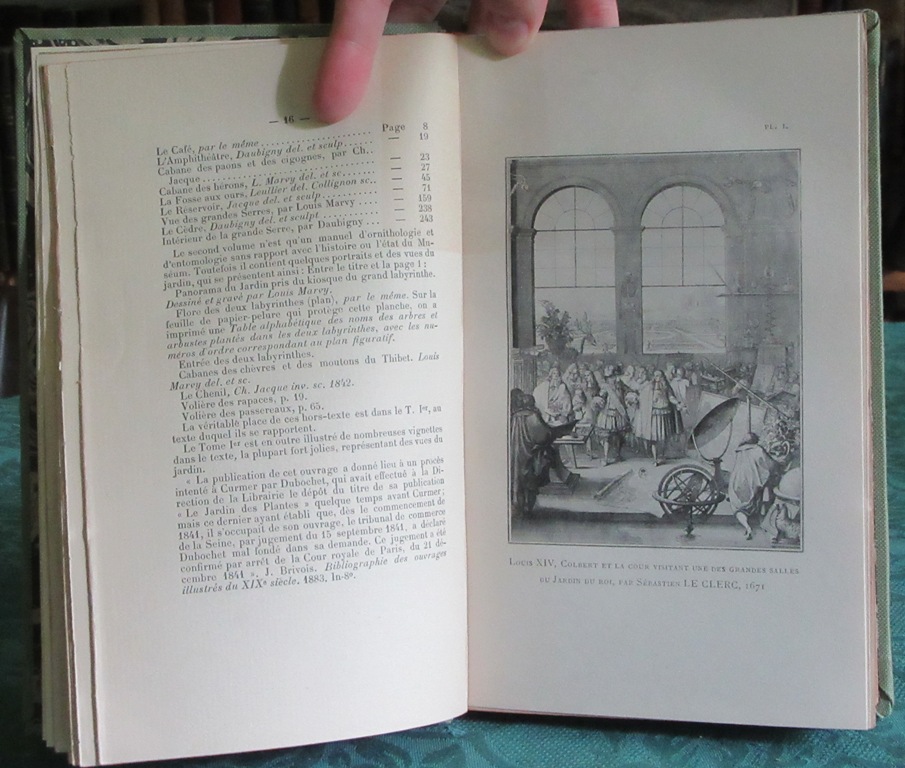 — 16 —
Le Café, par le même .................... Page 8
L'Amphithéâtre, Daubigny del. et sculp ..... — 19
Cabane des paons et des cigognes, par Ch.
Jacque ............................ — 23
Cabane des hérons, L. Marvy del. et sc ....... — 27
La Fosse aux ours, Leullier del. Collignon sc.. — 45
Le Réservoir, Jacque del. et sculp ........... — 71
Vue des grandes Serres, par Louis Marvy .... — 159
Le Cèdre, Daubigny del. et sculpt ........... — 238
Intérieur de la grande Serre, par Daubigny ... — 243
Le second volume n'est qu'un manuel d'ornithologie et
d'entomologie sans rapport avec l'histoire ou l'état du Mu-
séum. Toutefois il contient quelques portraits et des vues du
jardin, qui se présentent ainsi : Entre le titre et la page 1 :
Panorama du Jardin pris du kiosque du grand labyrinthe.
Dessiné et gravé par Louis Marcy.
Flore des deux labyrinthes (plan), par le même. Sur la
feuille de papier-pelure qui protège cette planche, on a
imprimé une Table alphabétique des noms des arbres et
arbustes plantés dans les deux labyrinthes, avec les nu-
méros d'ordre correspondant au plan figuratif.
Entrée des deux labyrinthes.
Cabanes des chèvres et des moutons du Thibet. Louis
Marey del. et sc.
Le Chenil, Ch. Jacque inv. sc. 1842.
Volière des rapaces, p. 19.
Volière des passereaux, p. 65.
La véritable place de ces hors-texte est dans le T. Ier, au
texte duquel ils se rapportent.
Le Tome Ier est en outre illustré de nombreuses vignettes
dans le texte, la plupart fort jolies, représentant des vues du
jardin.
« La publication de cet ouvrage a donné lieu à un procès
intenté à Curmer par Dubochet, qui avait effectué à la Di-
rection de la Librairie le dépôt du titre de sa publication
« Le Jardin des Plantes » quelque temps avant Curmer ;
mais ce dernier ayant établi que, dès le commencement de
1841, il s'occupait de son ouvrage, le tribunal de commerce
de la Seine, par jugement du 15 septembre 1841, a déclaré
Dubochet mal fondé dans sa demande. Ce jugement a été
confirmé par arrêt de la Cour royale de Paris, du 21 dé-
cembre 1841 ». J. Brivois. Bibliographie des ouvrages
illustrés du XIXe siècle. 1883. In-8º.
Pl. I.
Louis XIV, Colbert et la cour visitant une des grandes salles
du Jardin du roi, par Sébastien LE CLERC, 1671